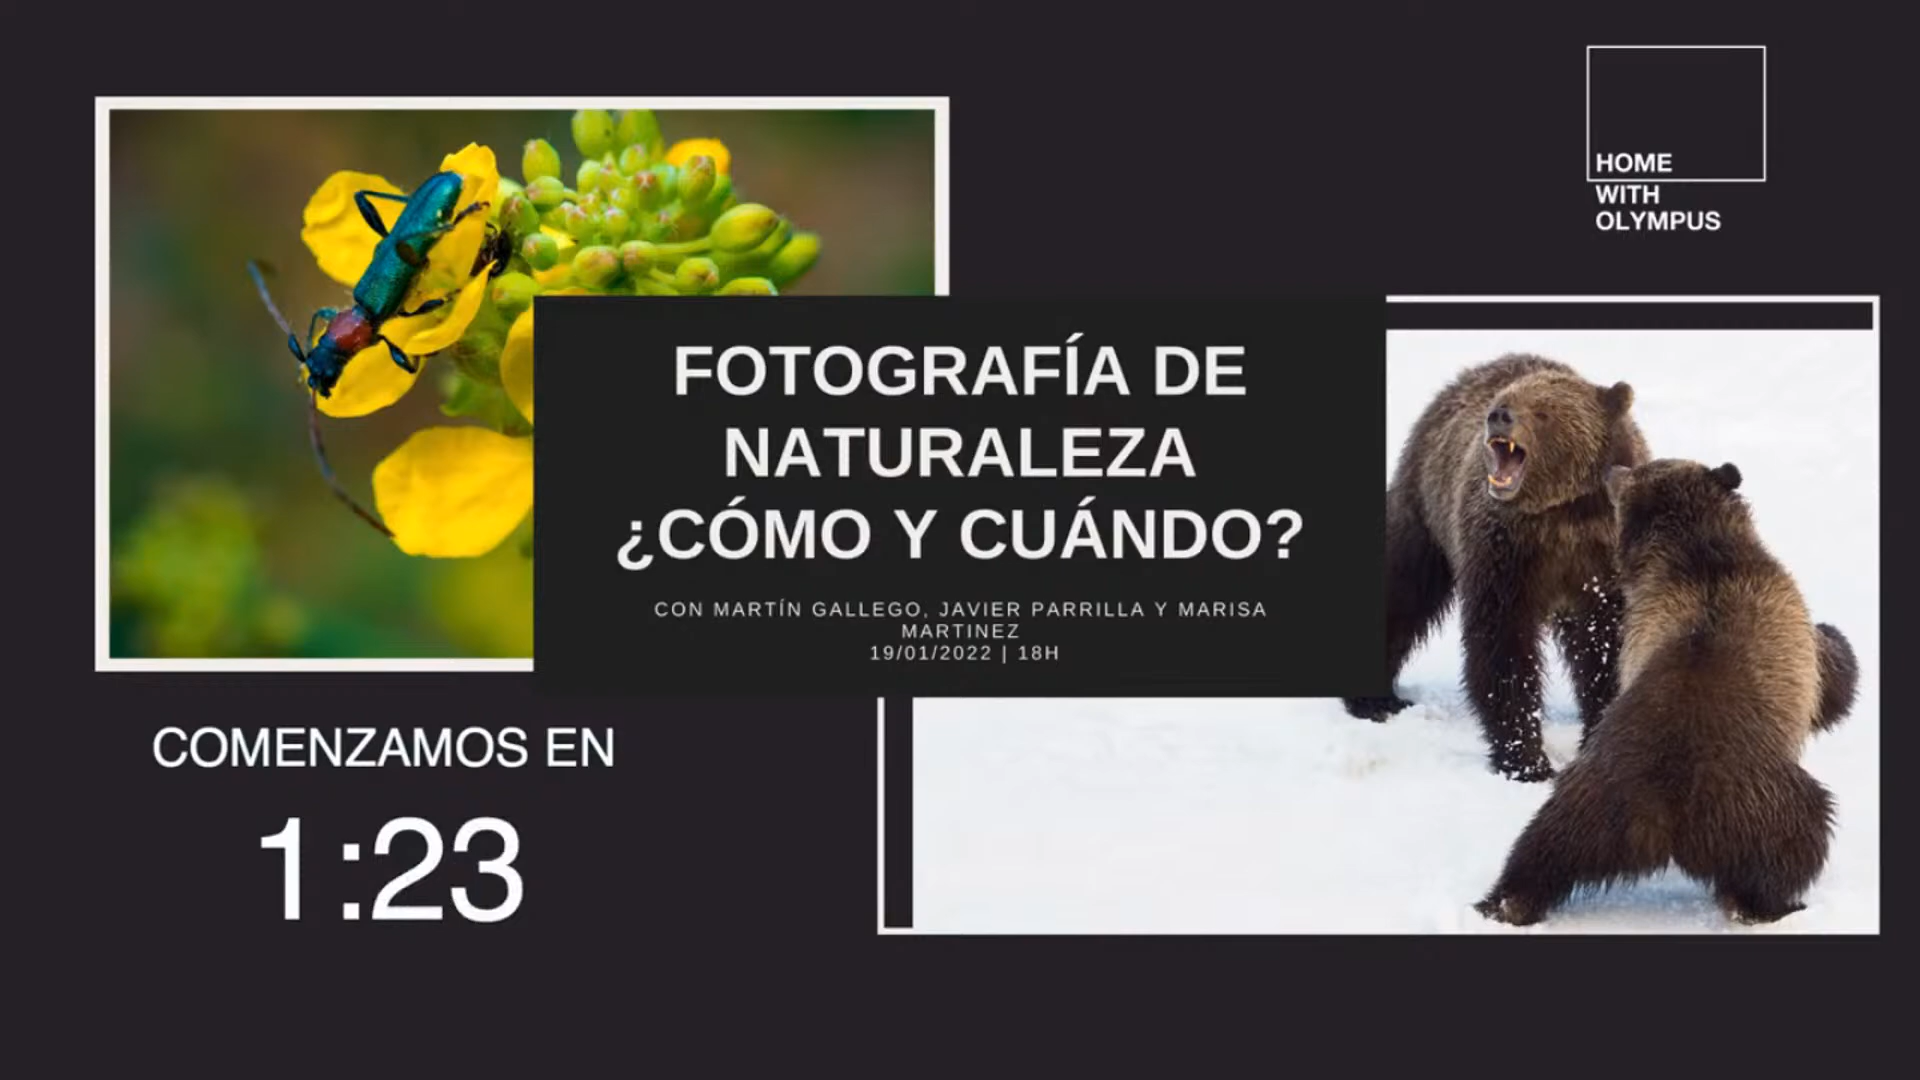 HOME
WITH
OLYMPUS
FOTOGRAFÍA DE
NATURALEZA
¿CÓMO Y CUÁNDO?
CON MARTÍN GALLEGO, JAVIER PARRILLA Y MARISA
MARTINEZ
19/01/2022 | 18H
COMENZAMOS EN
1:23